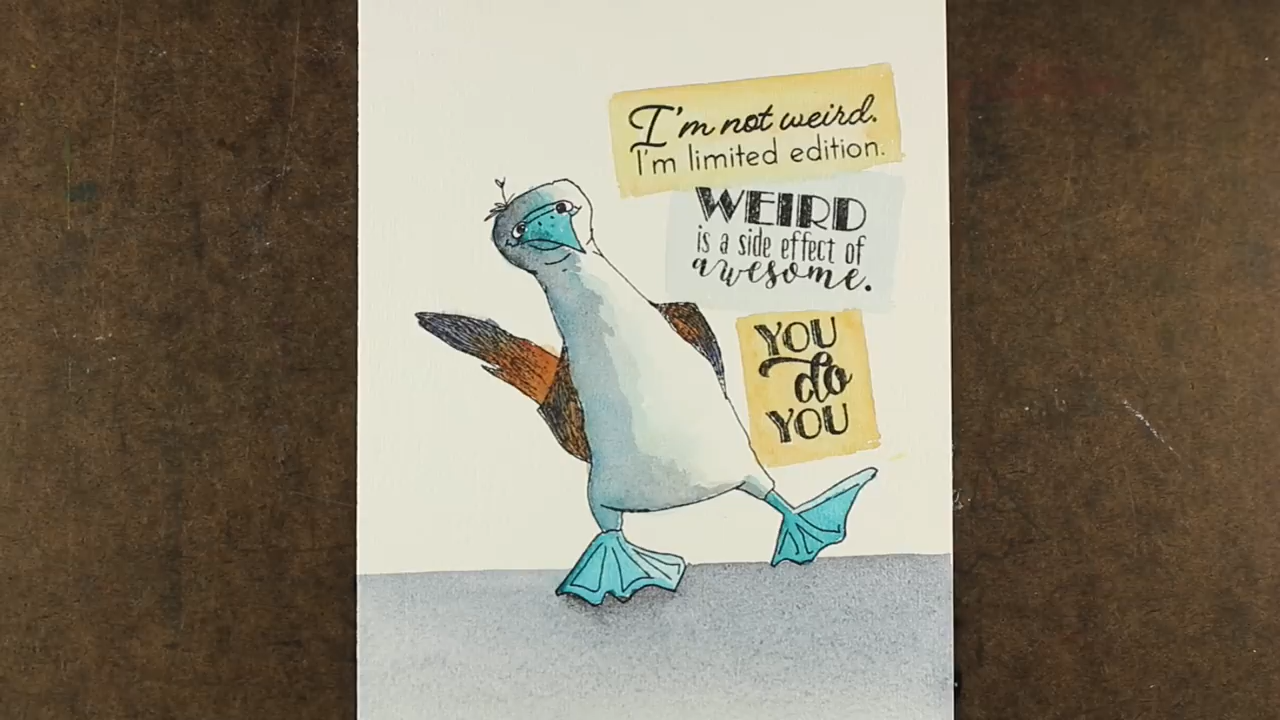 I'm not weird.
I'm limited edition.
WEIRD
is a side effect of
awesome.
YOU
do
YOU